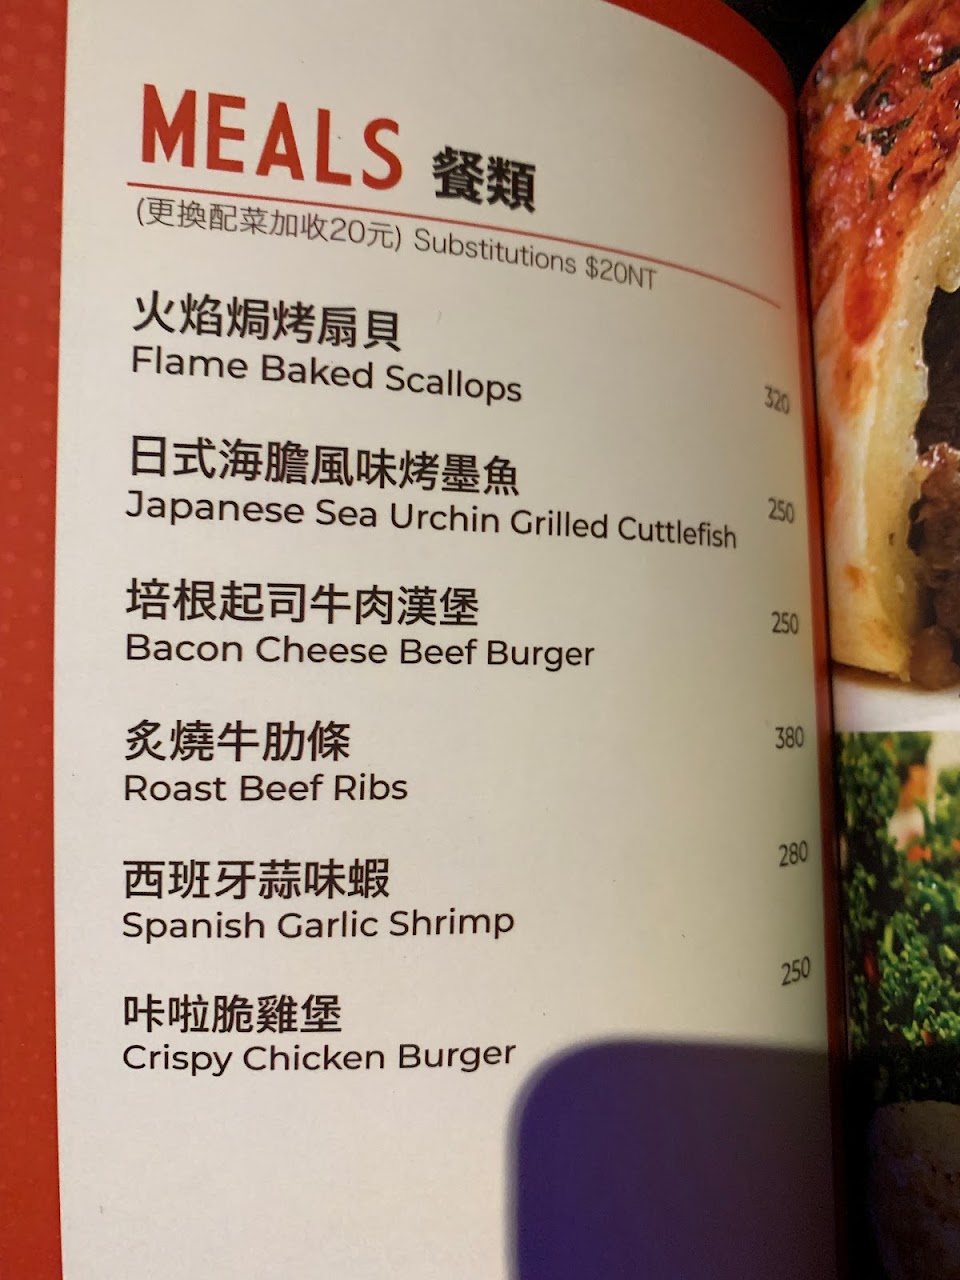 MEALS 餐類
(更換配菜加收20元) Substitutions $20NT
火焰焗烤扇貝
Flame Baked Scallops 320
日式海膽風味烤墨魚
Japanese Sea Urchin Grilled Cuttlefish 250
培根起司牛肉漢堡
Bacon Cheese Beef Burger 250
炙燒牛肋條
Roast Beef Ribs 380
西班牙蒜味蝦
Spanish Garlic Shrimp 280
咔啦脆雞堡
Crispy Chicken Burger 250